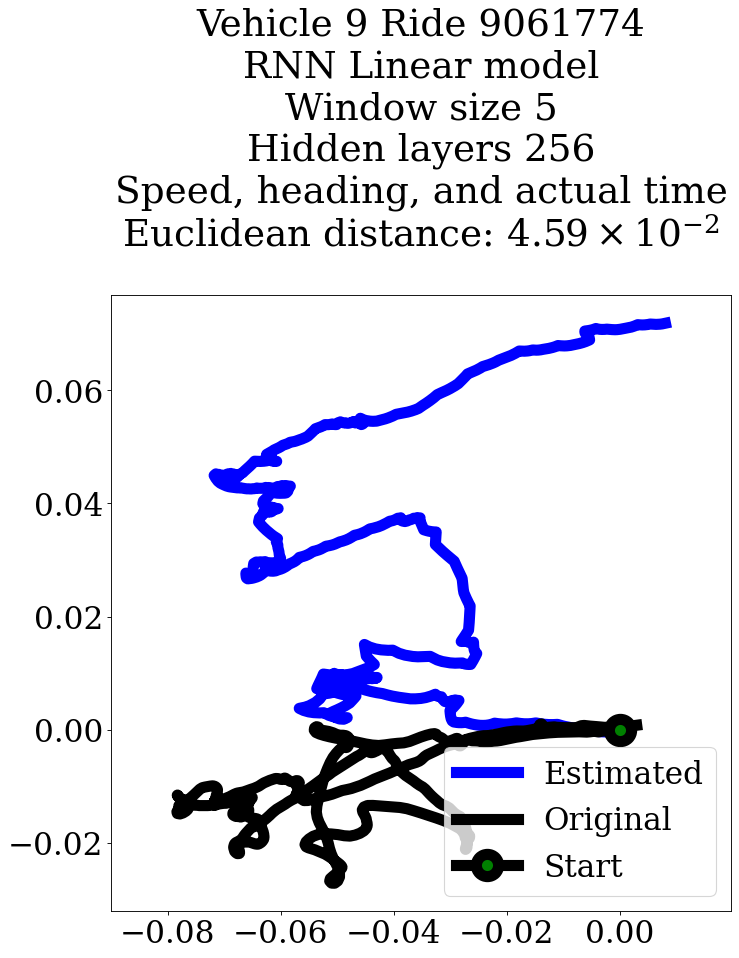 Vehicle 9 Ride 9061774
RNN Linear model
Window size 5
Hidden layers 256
Speed, heading, and actual time
Euclidean distance: 4.59 × 10⁻²
0.06
0.04
0.02
0.00
−0.02
Estimated
Original
Start
−0.08 −0.06 −0.04 −0.02 0.00